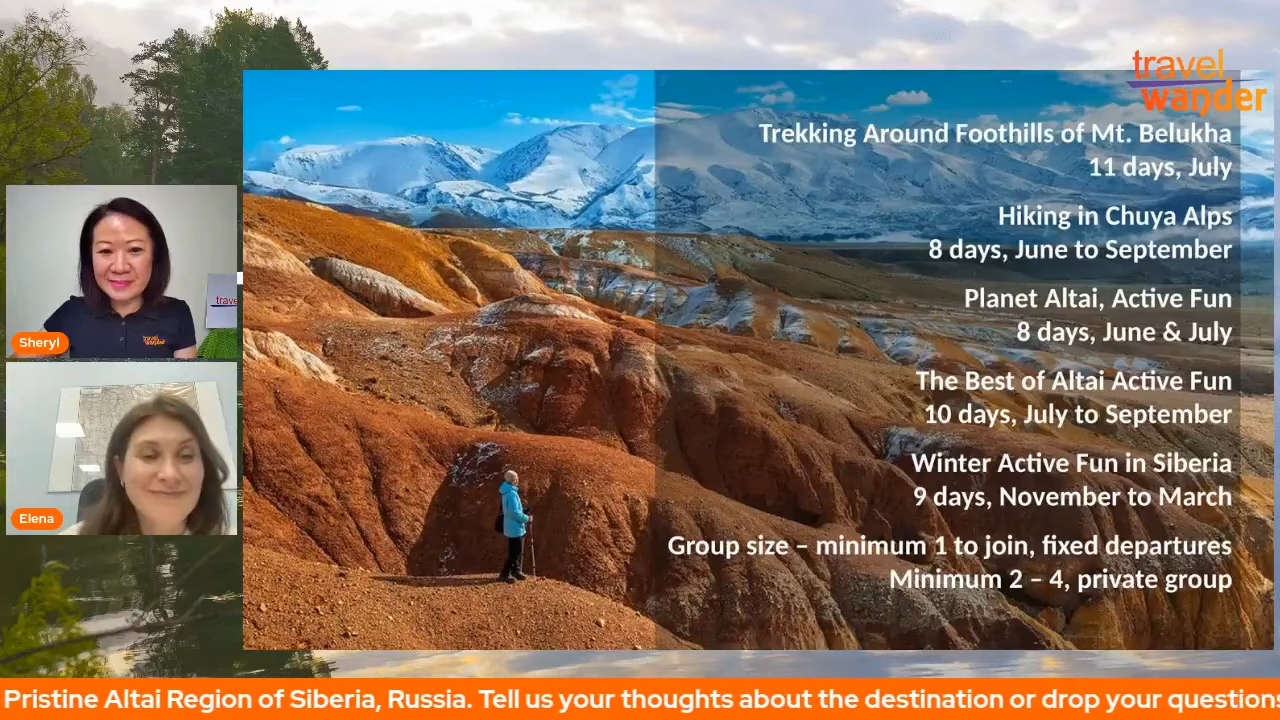 travel
wander
Trekking Around Foothills of Mt. Belukha
11 days, July
Hiking in Chuya Alps
8 days, June to September
Planet Altai, Active Fun
8 days, June & July
The Best of Altai Active Fun
10 days, July to September
Winter Active Fun in Siberia
9 days, November to March
Group size – minimum 1 to join, fixed departures
Minimum 2 – 4, private group
trave
travel
wander
Sheryl
Elena
Pristine Altai Region of Siberia, Russia. Tell us your thoughts about the destination or drop your question